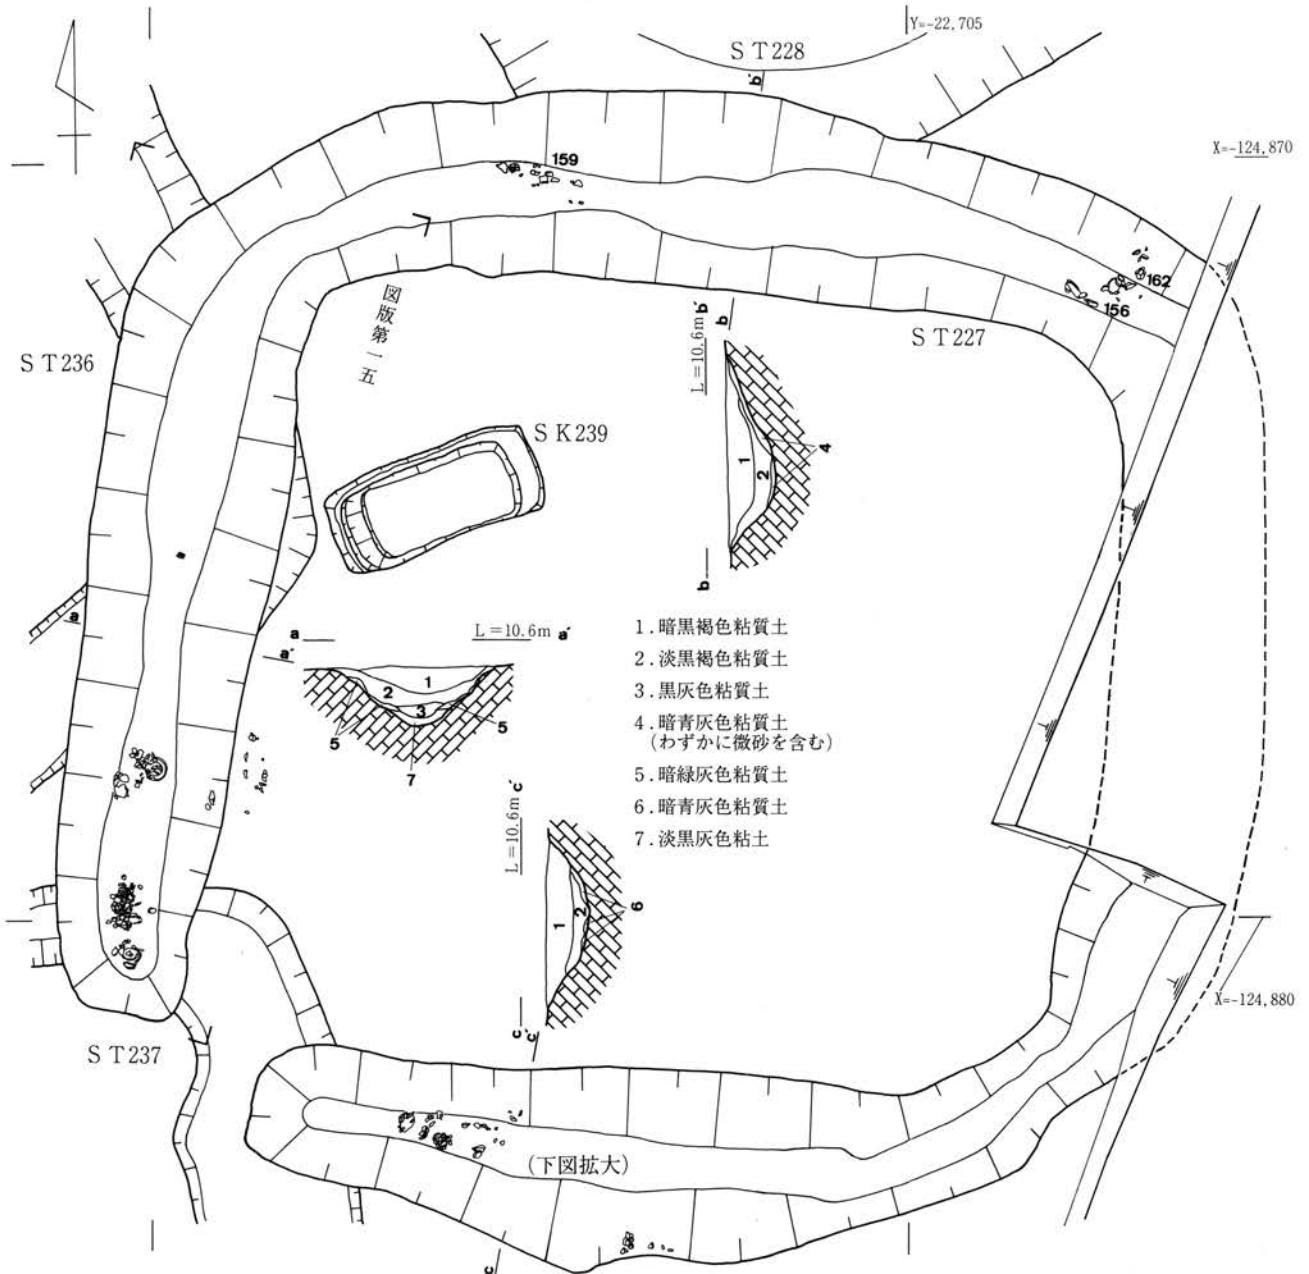 Y=-22,705
ST228
b'
X=-124,870
159
162
156
ST227
図版第一五
ST236
SK239
L=10.6m b'
b
1
2
4
b
a
a
a'
a
L=10.6m a'
1
2
3
5
5
7
1.暗黒褐色粘質土
2.淡黒褐色粘質土
3.黒灰色粘質土
4.暗青灰色粘質土
(わずかに微砂を含む)
5.暗緑灰色粘質土
6.暗青灰色粘質土
7.淡黒灰色粘土
L=10.6m c'
1
2
6
c
c'
X=-124,880
ST237
(下図拡大)
c